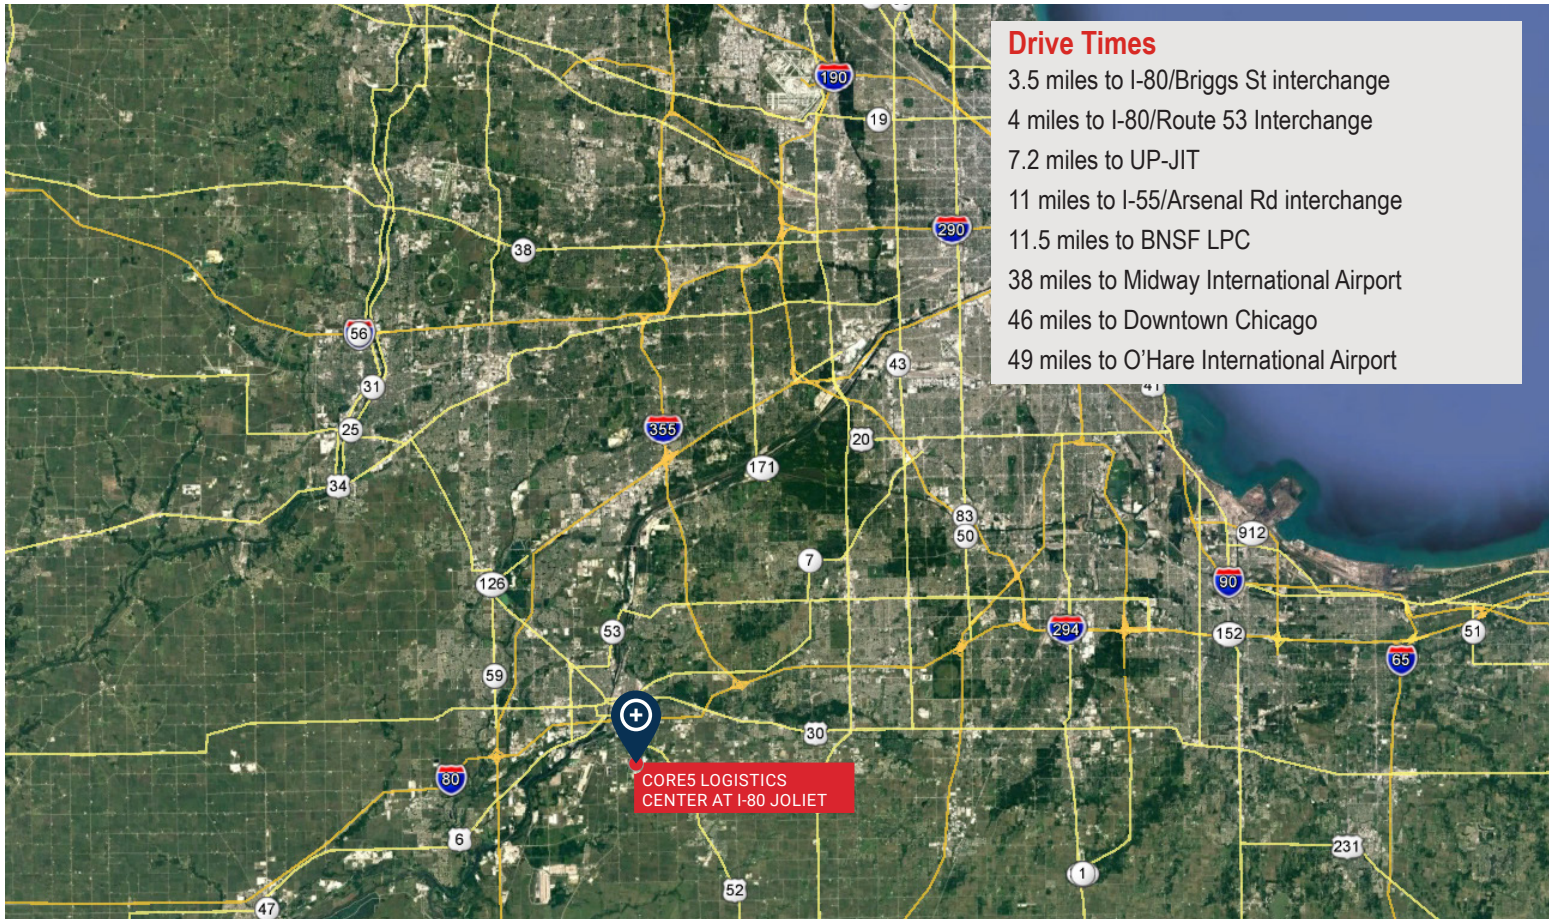 Drive Times
3.5 miles to I-80/Briggs St interchange
4 miles to I-80/Route 53 Interchange
7.2 miles to UP-JIT
11 miles to I-55/Arsenal Rd interchange
11.5 miles to BNSF LPC
38 miles to Midway International Airport
46 miles to Downtown Chicago
49 miles to O'Hare International Airport
190
19
290
38
56
43
31
41
25
355
20
171
34
83
50
912
7
126
90
53
294
152
51
65
59
30
80
CORE5 LOGISTICS
CENTER AT I-80 JOLIET
6
231
1
52
47